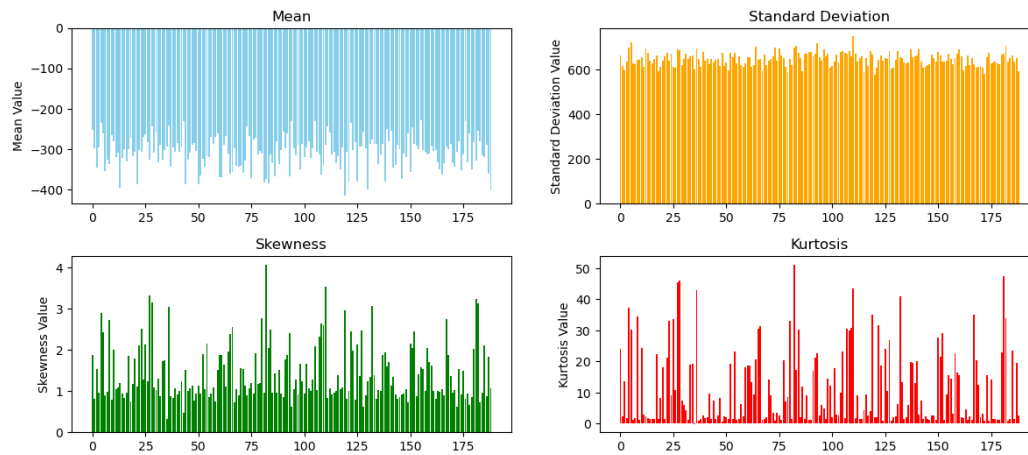 Mean
Mean Value
0
−100
−200
−300
−400
0 25 50 75 100 125 150 175
Standard Deviation
Standard Deviation Value
600
400
200
0
0 25 50 75 100 125 150 175
Skewness
Skewness Value
4
3
2
1
0
0 25 50 75 100 125 150 175
Kurtosis
Kurtosis Value
50
40
30
20
10
0
0 25 50 75 100 125 150 175